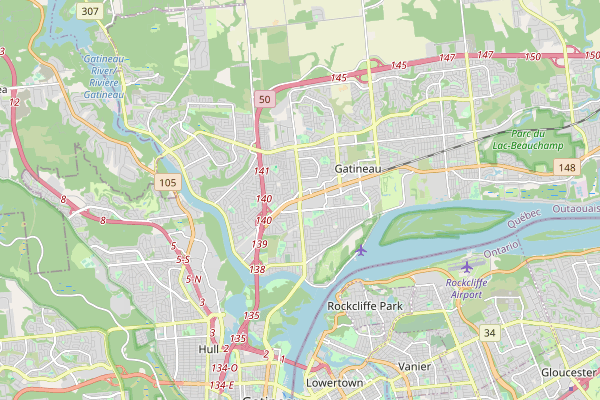 307
147
147
150
150
145
145
3
Gatineau
River/
Rivière
Gatineau
12
50
Parc du
Lac-Beauchamp
141
Gatineau
148
105
140
8
8
140
Québec
Outaouais
Ontario
5
139
S-S
138
5-N
Rockcliffe
Airport
3
Rockcliffe Park
135
3
34
135
Hull
2
2
1
134-O
Vanier
Gloucester
134-E
Lowertown